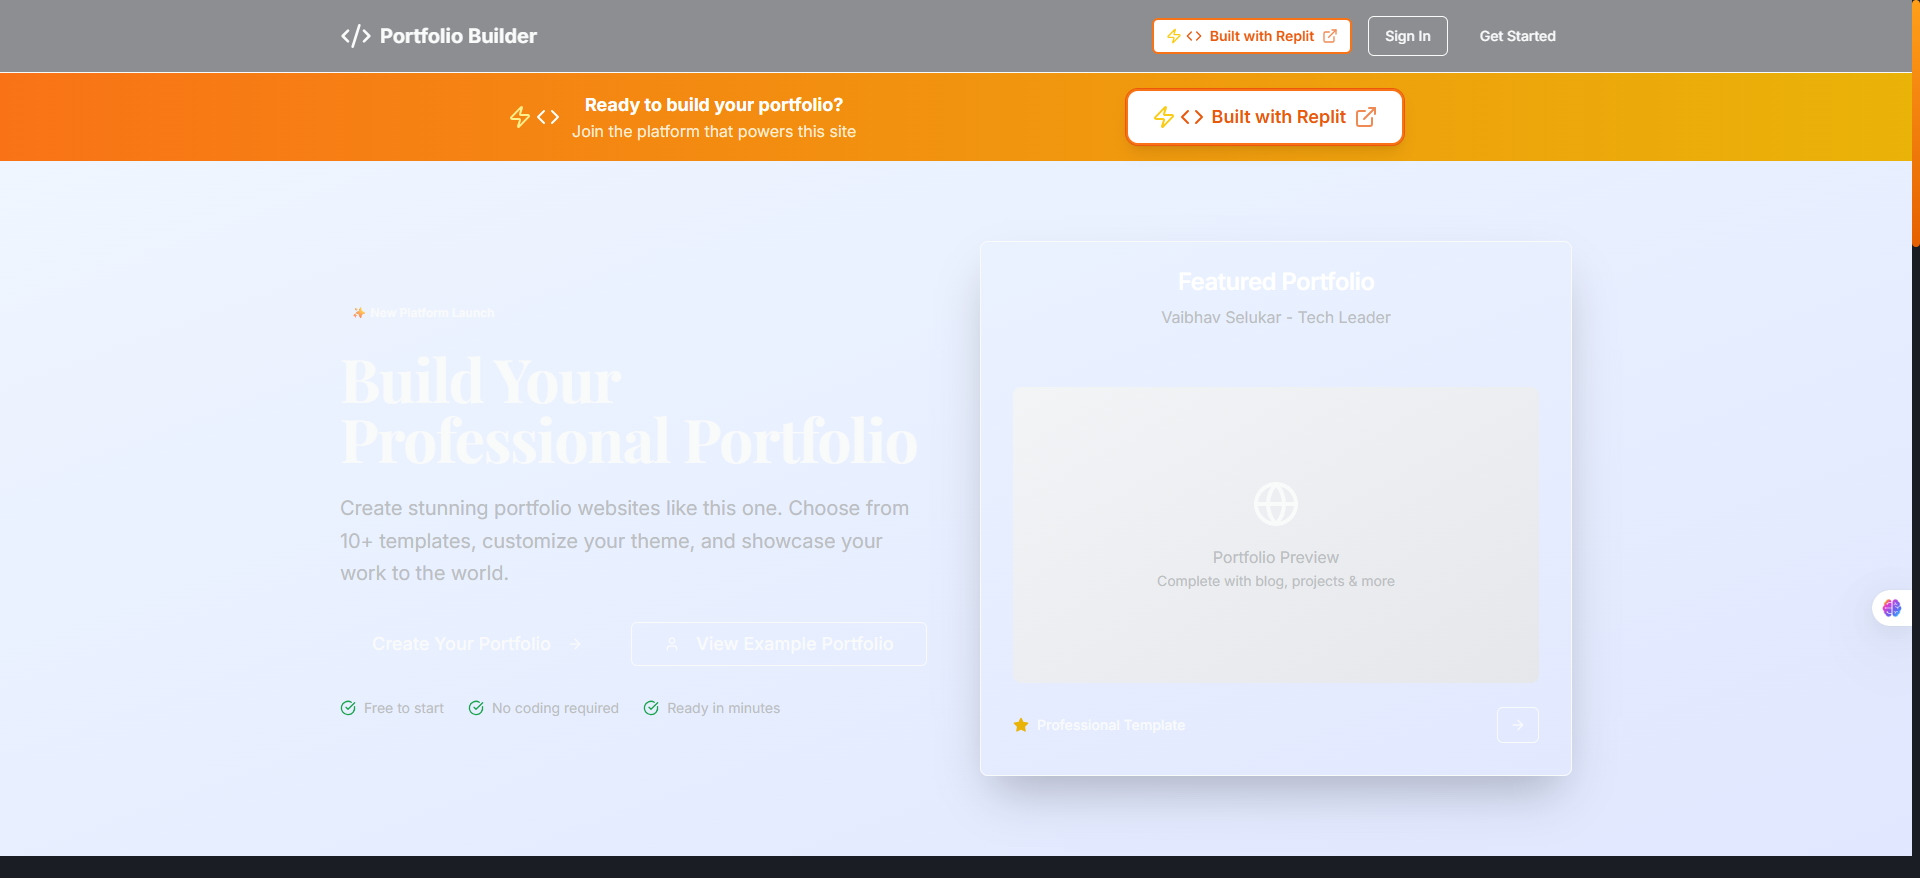 Portfolio Builder
Built with Replit
Sign In
Get Started
Ready to build your portfolio?
Join the platform that powers this site
Built with Replit
New Platform Launch
Build Your
Professional Portfolio
Create stunning portfolio websites like this one. Choose from
10+ templates, customize your theme, and showcase your
work to the world.
Create Your Portfolio
View Example Portfolio
Free to start
No coding required
Ready in minutes
Featured Portfolio
Vaibhav Selukar - Tech Leader
Portfolio Preview
Complete with blog, projects & more
Professional Template